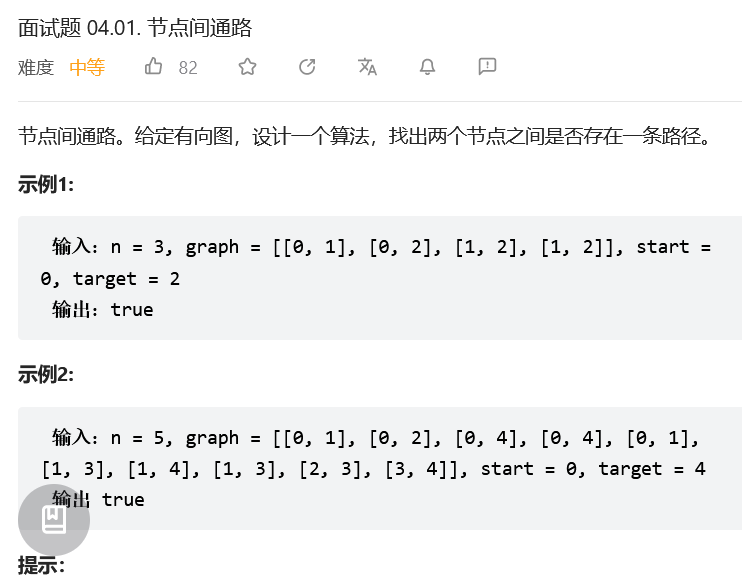 面试题 04.01. 节点间通路
难度 中等 82
节点间通路。给定有向图，设计一个算法，找出两个节点之间是否存在一条路径。
示例1:
输入：n = 3, graph = [[0, 1], [0, 2], [1, 2], [1, 2]], start =
0, target = 2
输出：true
示例2:
输入：n = 5, graph = [[0, 1], [0, 2], [0, 4], [0, 4], [0, 1],
[1, 3], [1, 4], [1, 3], [2, 3], [3, 4]], start = 0, target = 4
输出 true
提示：